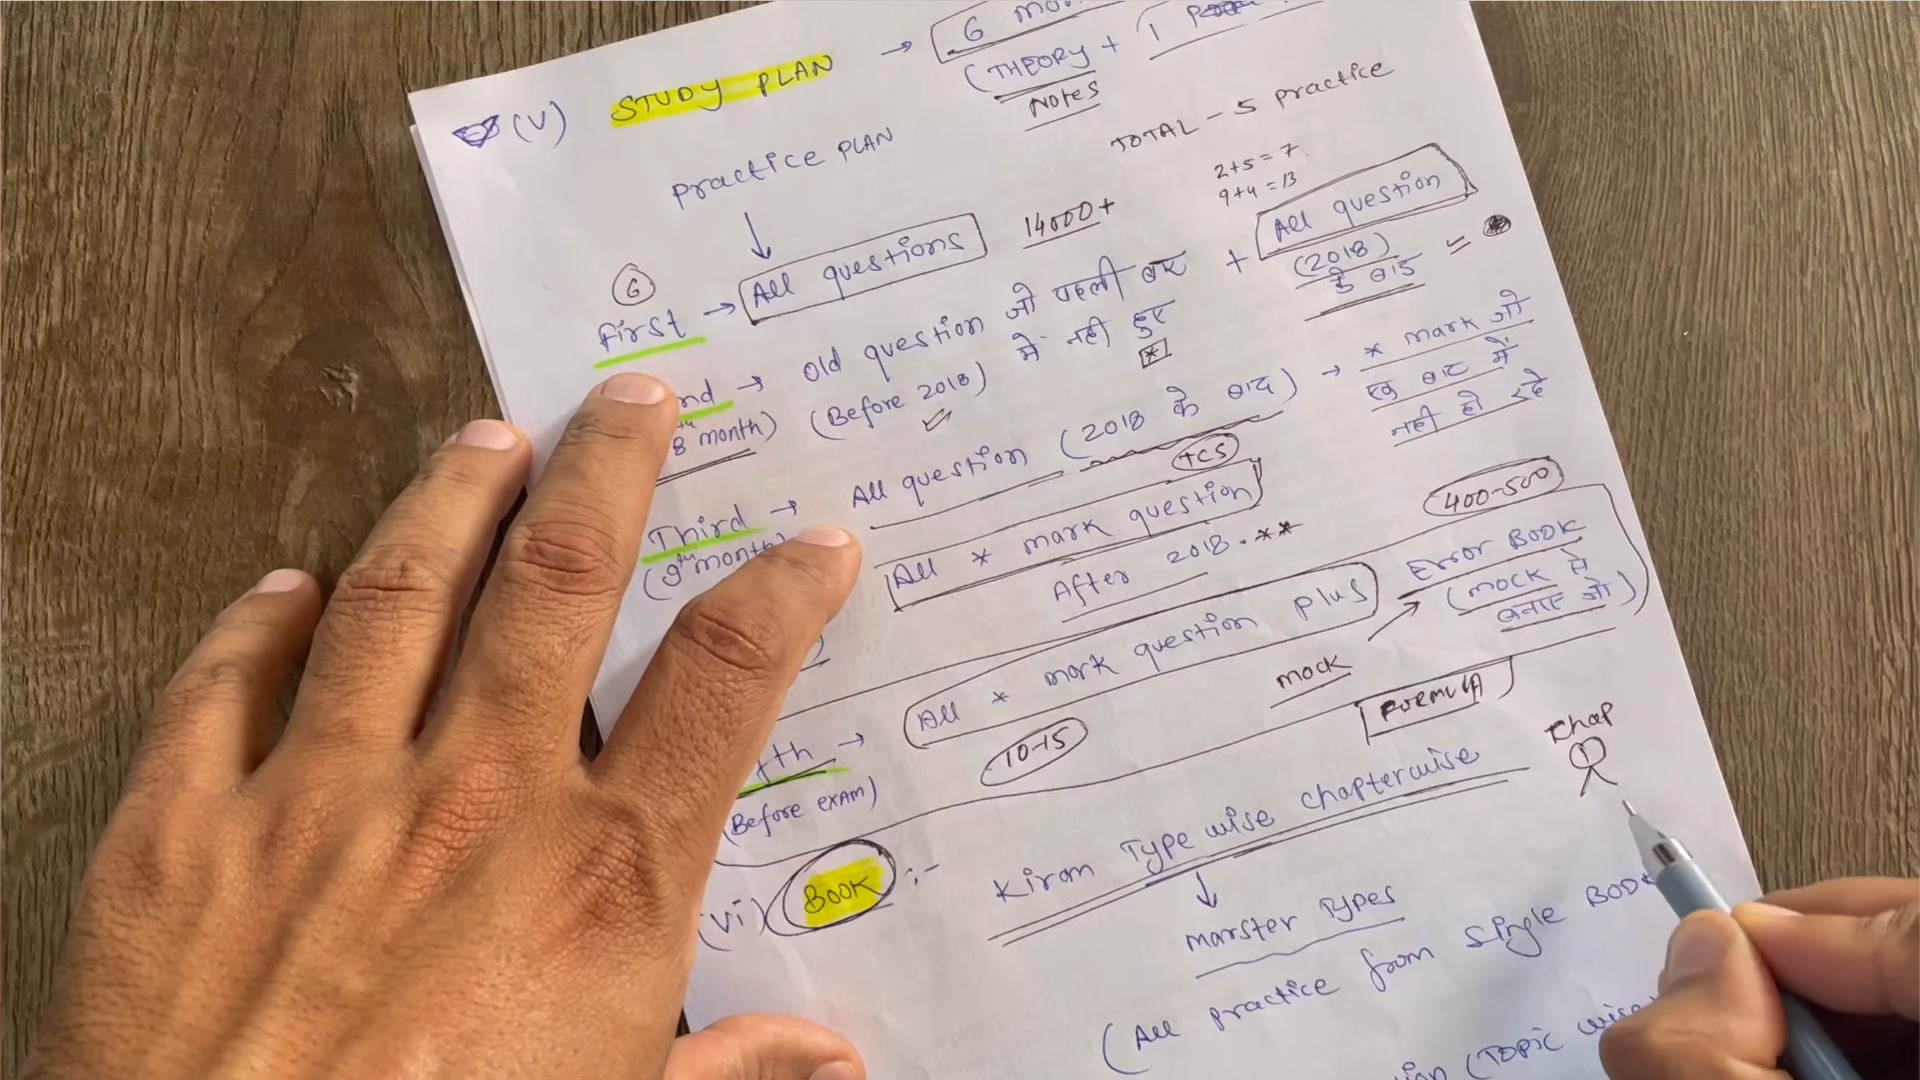 (V) STUDY PLAN → 6
(THEORY + 1
Notes
Practice PLAN
TOTAL - 5 practice
2+5=7
9+4=13
↓
6
first → All questions 14000+
nd → Old question जो पहली बार + All question
8th month) (Before 2018) में नही हुए (2018)
के बाद
*
Third → All question (2018 के बाद) → * mark जो
(9th month) एक बाद में
नही हो रहे
TCS
All * mark question
After 2018. **
400-500
All * mark question plus Error BOOK
(mock से
बनाए जो)
mock
FORMULA
fth →
10-15
(Before EXAM)
Chap
(vi) BOOK :- Kiran Type wise chapterwise
↓
Marster Types
(All practice from single BOOK
(Topic wise